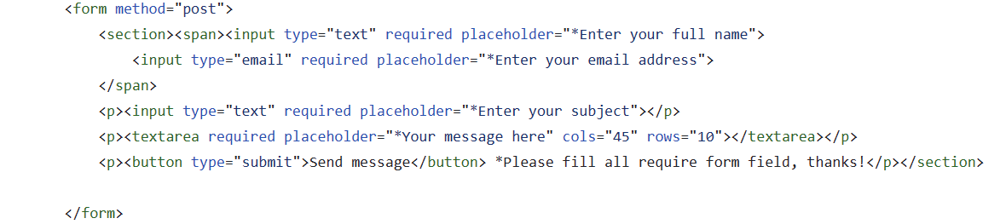 <form method="post">
<section><span><input type="text" required placeholder="*Enter your full name">
<input type="email" required placeholder="*Enter your email address">
</span>
<p><input type="text" required placeholder="*Enter your subject"></p>
<p><textarea required placeholder="*Your message here" cols="45" rows="10"></textarea></p>
<p><button type="submit">Send message</button> *Please fill all require form field, thanks!</p></section>
</form>